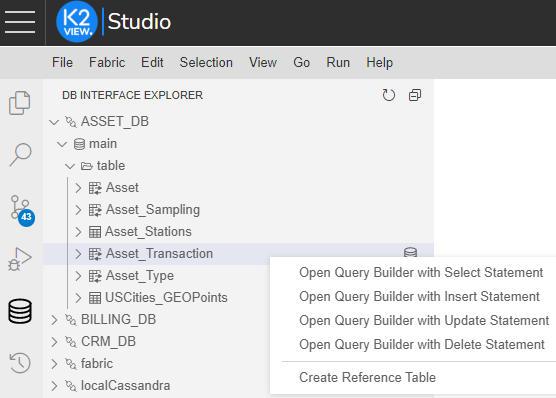 K2
VIEW.
Studio
File Fabric Edit Selection View Go Run Help
DB INTERFACE EXPLORER
ASSET_DB
main
table
Asset
Asset_Sampling
43
Asset_Stations
Asset_Transaction
Asset_Type
Open Query Builder with Select Statement
USCities_GEOPoints
Open Query Builder with Insert Statement
BILLING_DB
Open Query Builder with Update Statement
CRM_DB
Open Query Builder with Delete Statement
fabric
Create Reference Table
localCassandra